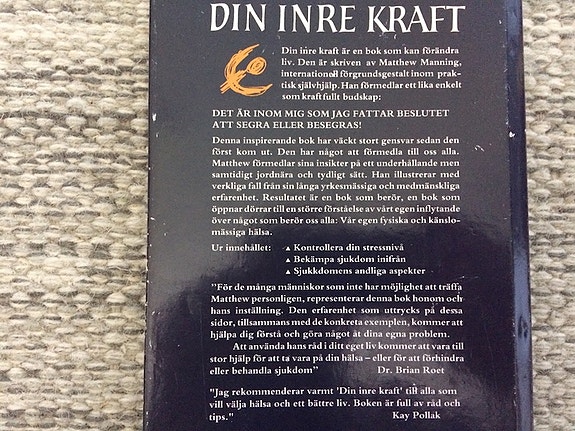 DIN INRE KRAFT
Din inre kraft är en bok som kan förändra
liv. Den är skriven av Matthew Manning,
internationell förgrundsgestalt inom prak-
tisk självhjälp. Han förmedlar ett lika enkelt
som kraftfullt budskap:
DET ÄR INOM MIG SOM JAG FATTAR BESLUTET
ATT SEGRA ELLER BESEGRAS!
Denna inspirerande bok har väckt stort gensvar sedan den
först kom ut. Den har något att förmedla till oss alla.
Matthew förmedlar sina insikter på ett underhållande men
samtidigt jordnära och tydligt sätt. Han illustrerar med
verkliga fall från sin långa yrkesmässiga och medmänskliga
erfarenhet. Resultatet är en bok som berör, en bok som
öppnar dörrar till en större förståelse av vårt egen inflytande
över något som berör oss alla: Vår egen fysiska och känslo-
mässiga hälsa.
Ur innehållet: ▲ Kontrollera din stressnivå
▲ Bekämpa sjukdom inifrån
▲ Sjukkdomens andliga aspekter
"För de många människor som inte har möjlighet att träffa
Matthew personligen, representerar denna bok honom och
hans inställning. Den erfarenhet som uttrycks på dessa
sidor, tillsammans med de konkreta exemplen, kommer att
hjälpa dig förstå och göra något åt dina egna problem.
Att använda hans råd i ditt eget liv kommer att vara till
stor hjälp för att ta vara på din hälsa – eller för att förhindra
eller behandla sjukdom" Dr. Brian Roet
"Jag rekommenderar varmt 'Din inre kraft' till alla som
vill välja hälsa och ett bättre liv. Boken är full av råd och
tips." Kay Pollak